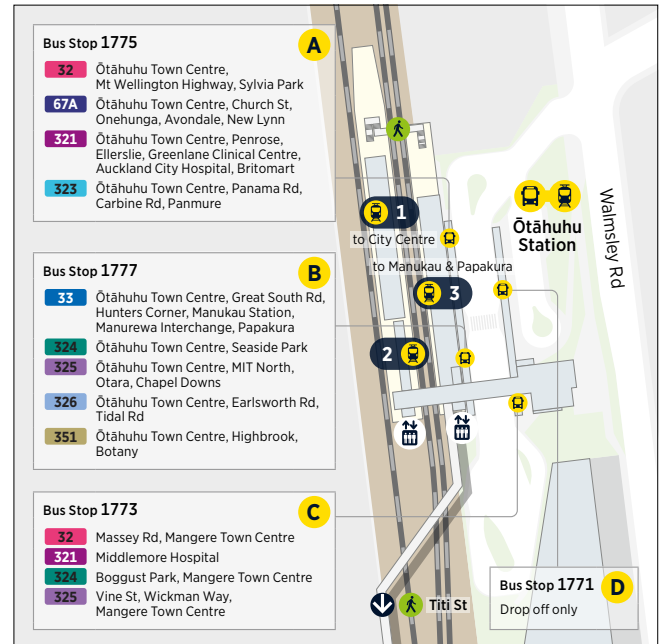 Bus Stop 1775
A
32 Ōtāhuhu Town Centre,
Mt Wellington Highway, Sylvia Park
67A Ōtāhuhu Town Centre, Church St,
Onehunga, Avondale, New Lynn
321 Ōtāhuhu Town Centre, Penrose,
Ellerslie, Greenlane Clinical Centre,
Auckland City Hospital, Britomart
323 Ōtāhuhu Town Centre, Panama Rd,
Carbine Rd, Panmure
Bus Stop 1777
B
33 Ōtāhuhu Town Centre, Great South Rd,
Hunters Corner, Manukau Station,
Manurewa Interchange, Papakura
324 Ōtāhuhu Town Centre, Seaside Park
325 Ōtāhuhu Town Centre, MIT North,
Otara, Chapel Downs
326 Ōtāhuhu Town Centre, Earlsworth Rd,
Tidal Rd
351 Ōtāhuhu Town Centre, Highbrook,
Botany
Bus Stop 1773
C
32 Massey Rd, Mangere Town Centre
321 Middlemore Hospital
324 Boggust Park, Mangere Town Centre
325 Vine St, Wickman Way,
Mangere Town Centre
1
to City Centre
to Manukau & Papakura
3
2
Ōtāhuhu
Station
Walmsley Rd
Titi St
Bus Stop 1771
D
Drop off only